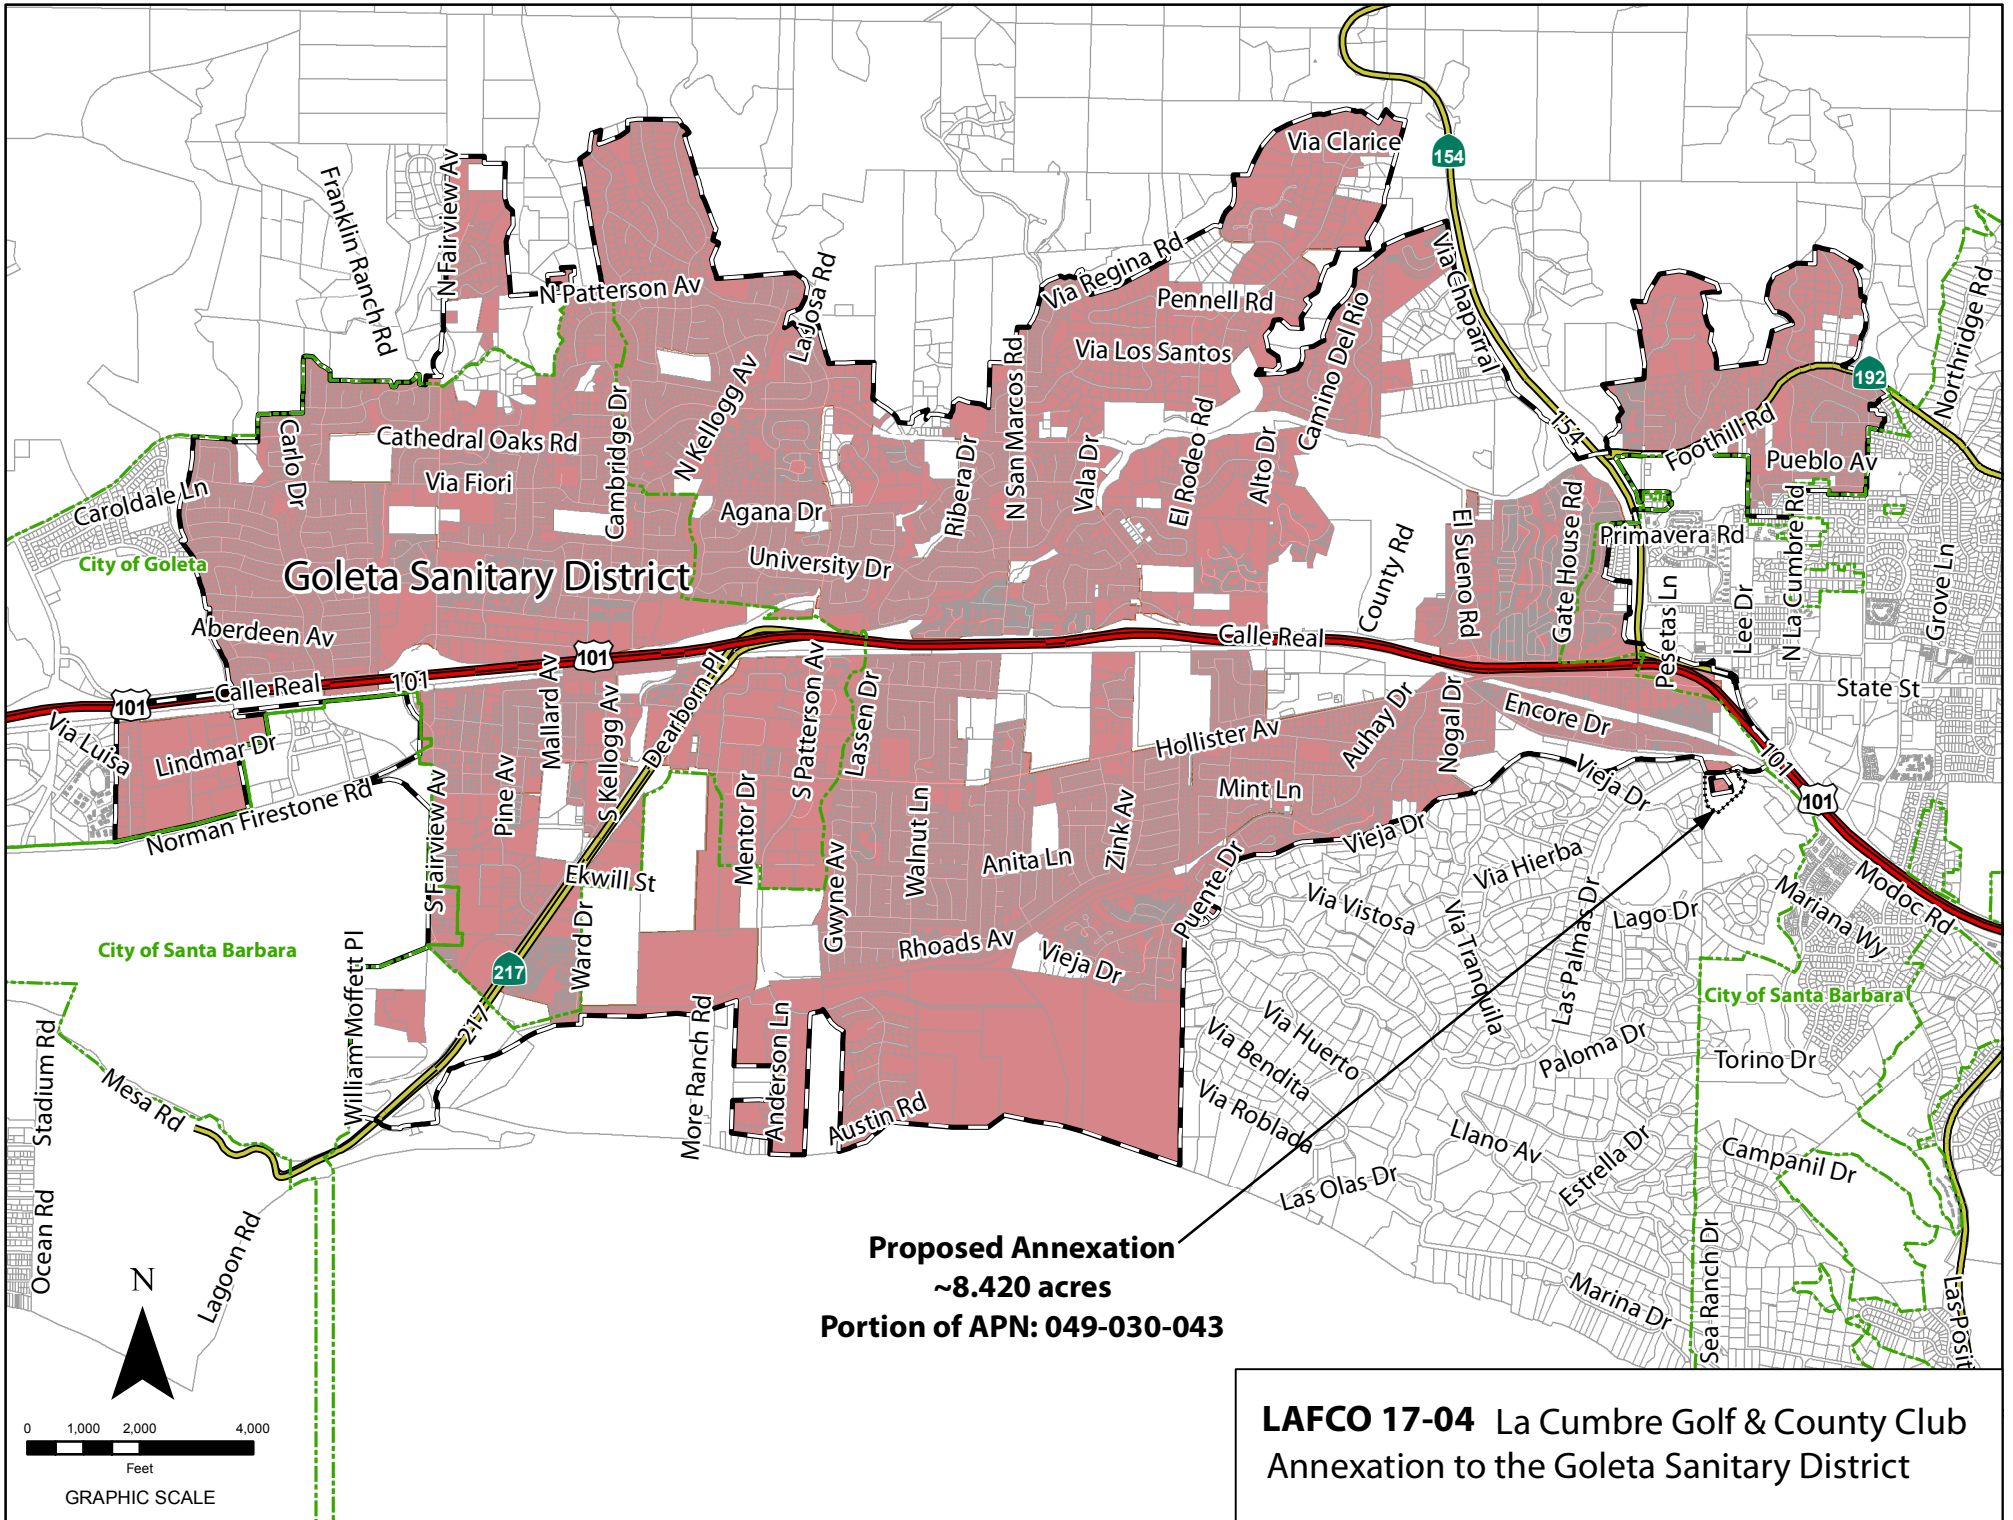 Via Clarice
154
Franklin Ranch Rd
N Fairview Av
N Patterson Av
La Josa Rd
Via Regina Rd
Pennell Rd
Via Los Santos
Camino Del Rio
Via Chaparral
Northridge Rd
192
154
Foothill Rd
Pueblo Av
Carlo Dr
Cathedral Oaks Rd
Via Fiori
Cambridge Dr
N Kellogg Av
Agana Dr
University Dr
Ribera Dr
N San Marcos Rd
Vala Dr
El Rodeo Rd
Alto Dr
County Rd
El Sueno Rd
Gate House Rd
Primavera Rd
Pesetas Ln
Lee Dr
N La Cumbre Rd
Grove Ln
Caroldale Ln
City of Goleta
Goleta Sanitary District
Aberdeen Av
Calle Real
101
101
101
Calle Real
State St
Via Luisa
Lindmar Dr
Norman Firestone Rd
S Fairview Av
Pine Av
Mallard Av
S Kellogg Av
Dearborn Pl
S Patterson Av
Lassen Dr
Mentor Dr
Gwyne Av
Walnut Ln
Anita Ln
Zink Av
Hollister Av
Mint Ln
Auhay Dr
Nogal Dr
Encore Dr
Vieja Dr
101
101
Vieja Dr
Puente Dr
Via Hierba
Via Vistosa
Via Tranquila
Las Palmas Dr
Lago Dr
Mariana Wy
Modoc Rd
Ekwill St
Ward Dr
Rhoads Av
Vieja Dr
City of Santa Barbara
William Moffett Pl
217
217
City of Santa Barbara
Via Huerto
Via Bendita
Via Roblada
Paloma Dr
Torino Dr
Stadium Rd
Mesa Rd
More Ranch Rd
Anderson Ln
Austin Rd
Llano Av
Estrella Dr
Campanil Dr
Las Olas Dr
Ocean Rd
Lagoon Rd
Marina Dr
Sea Ranch Dr
Las Posit
Proposed Annexation
~8.420 acres
Portion of APN: 049-030-043
N
0 1,000 2,000 4,000
Feet
GRAPHIC SCALE
LAFCO 17-04 La Cumbre Golf & County Club
Annexation to the Goleta Sanitary District